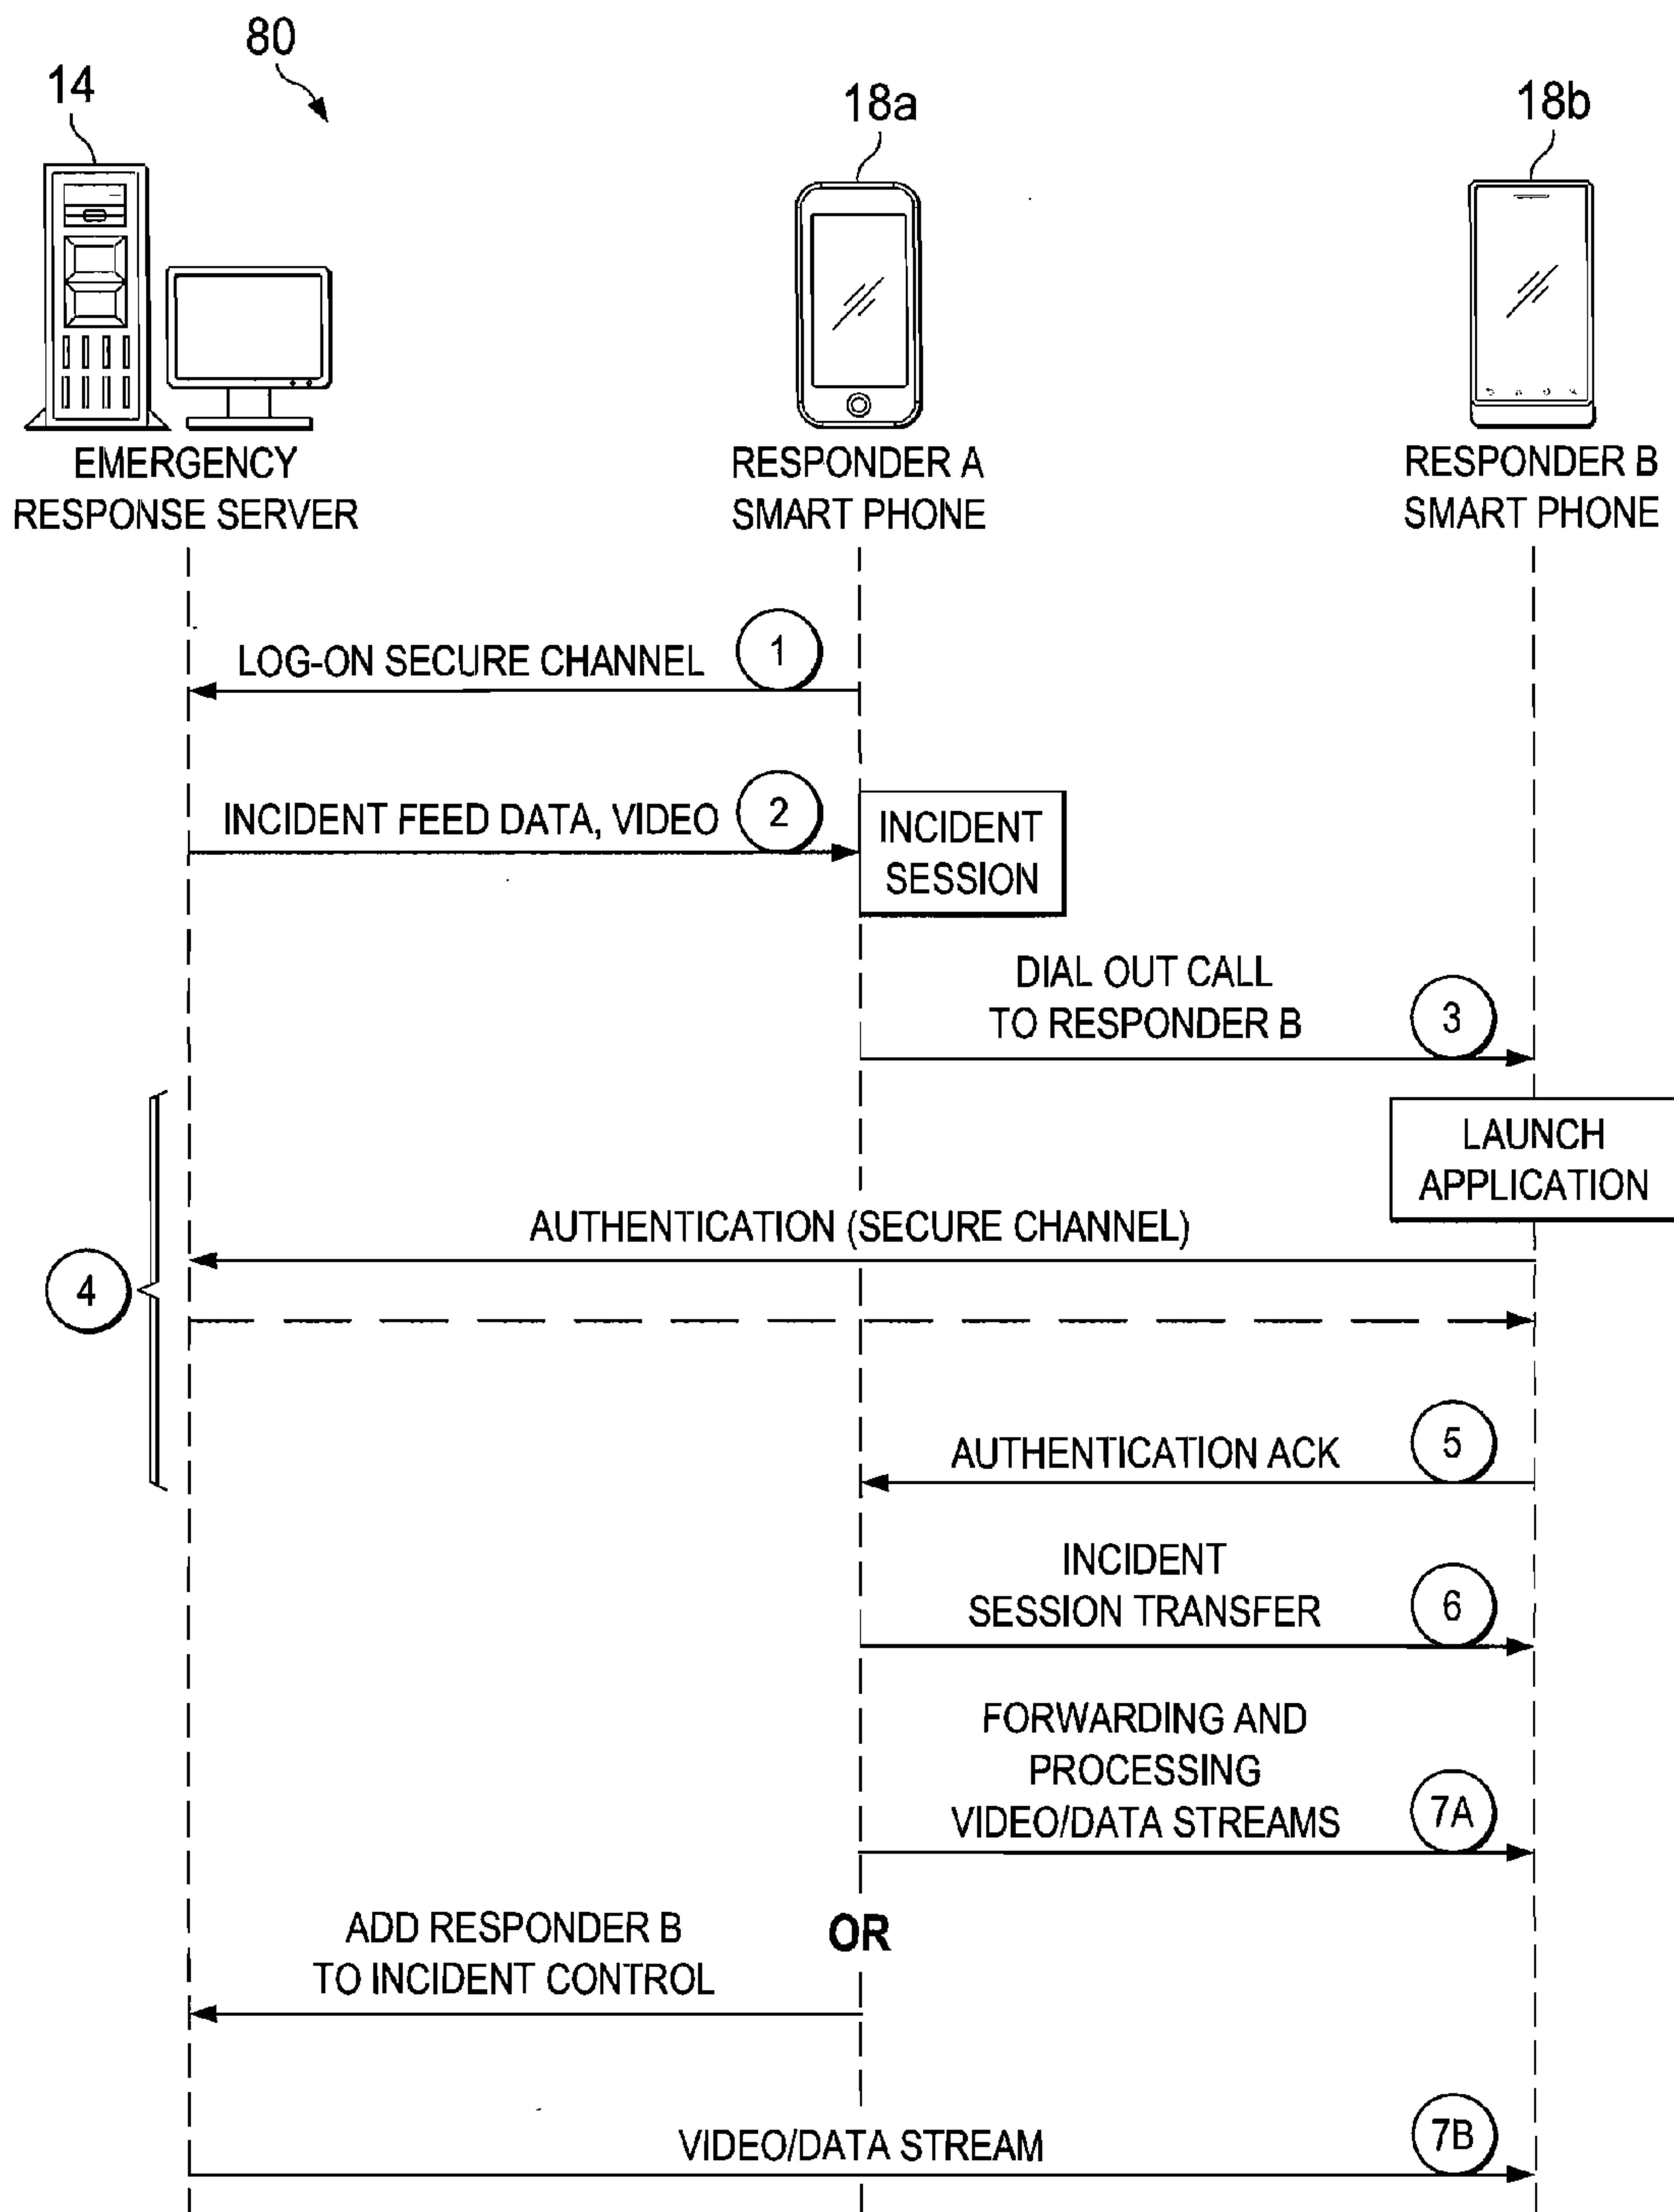 80
14
18a
18b
EMERGENCY
RESPONSE SERVER
RESPONDER A
SMART PHONE
RESPONDER B
SMART PHONE
LOG-ON SECURE CHANNEL 1
INCIDENT FEED DATA, VIDEO 2
INCIDENT
SESSION
DIAL OUT CALL
TO RESPONDER B 3
LAUNCH
APPLICATION
AUTHENTICATION (SECURE CHANNEL)
4
AUTHENTICATION ACK 5
INCIDENT
SESSION TRANSFER 6
FORWARDING AND
PROCESSING
VIDEO/DATA STREAMS 7A
OR
ADD RESPONDER B
TO INCIDENT CONTROL
VIDEO/DATA STREAM 7B